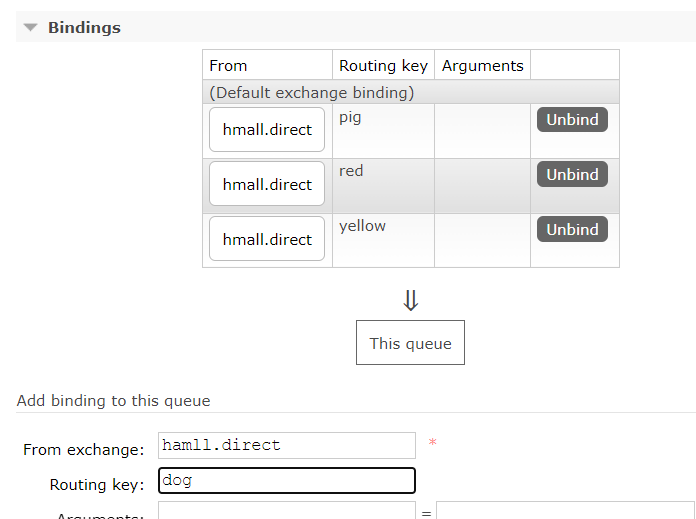 Bindings
From Routing key Arguments
(Default exchange binding)
hmall.direct pig Unbind
hmall.direct red Unbind
hmall.direct yellow Unbind
⇓
This queue
Add binding to this queue
From exchange: hamll.direct *
Routing key: dog
Arguments: =